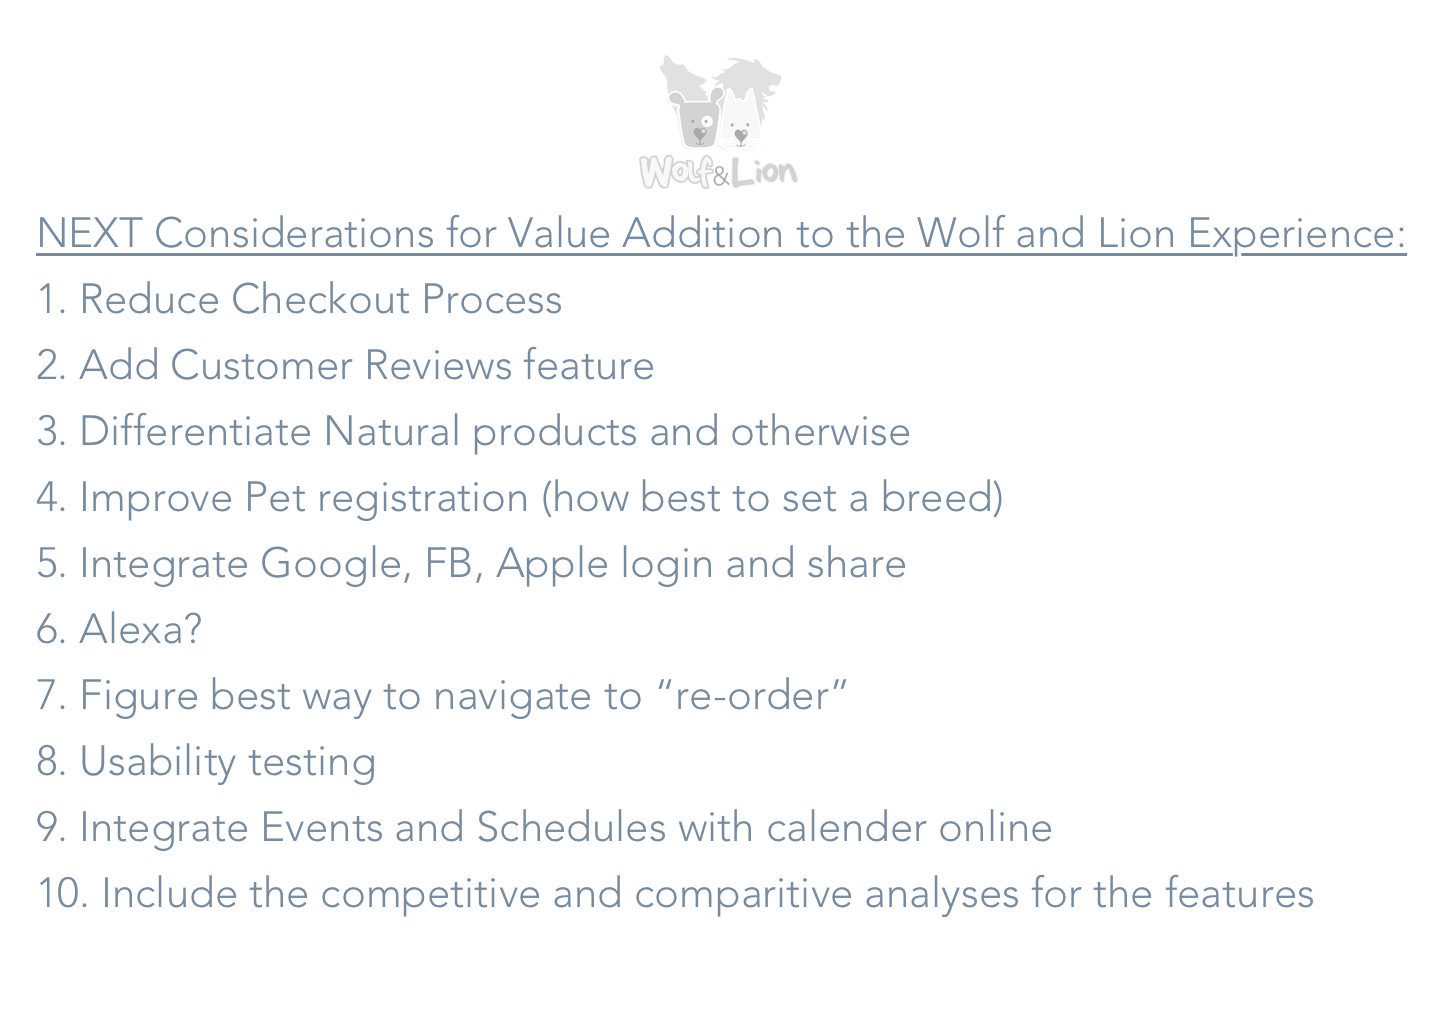 Wolf&Lion
NEXT Considerations for Value Addition to the Wolf and Lion Experience:
1. Reduce Checkout Process
2. Add Customer Reviews feature
3. Differentiate Natural products and otherwise
4. Improve Pet registration (how best to set a breed)
5. Integrate Google, FB, Apple login and share
6. Alexa?
7. Figure best way to navigate to “re-order”
8. Usability testing
9. Integrate Events and Schedules with calender online
10. Include the competitive and comparitive analyses for the features